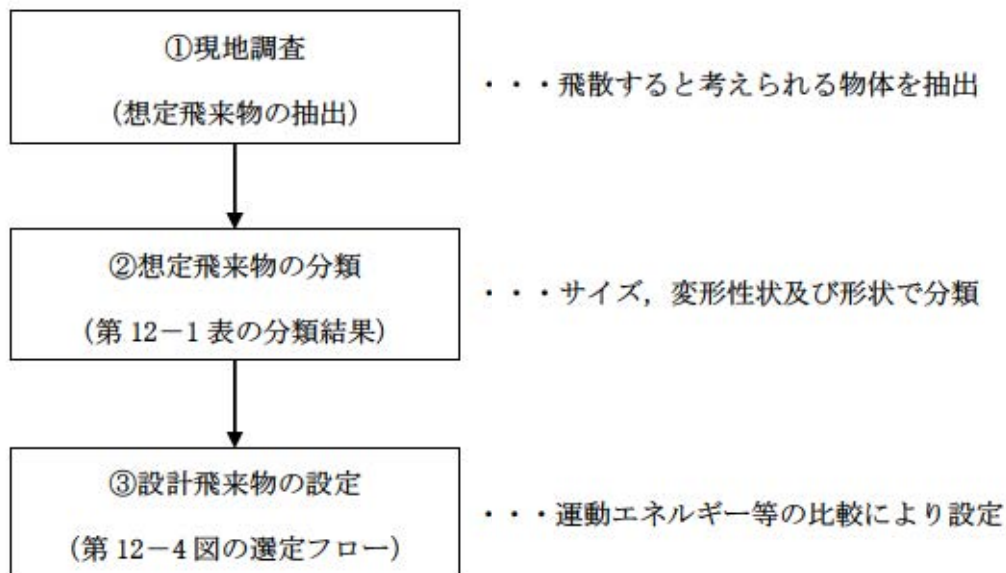 ①現地調査
(想定飛来物の抽出)
・・・飛散すると考えられる物体を抽出
②想定飛来物の分類
(第 12－1 表の分類結果)
・・・サイズ，変形性状及び形状で分類
③設計飛来物の設定
(第 12－4 図の選定フロー)
・・・運動エネルギー等の比較により設定